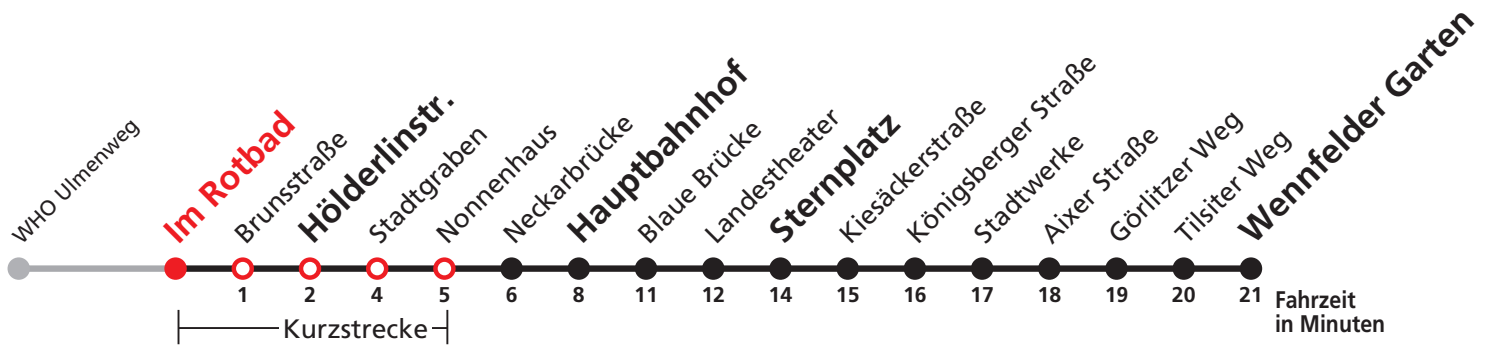 WHO Ulmenweg
Im Rotbad
Brunsstraße
Hölderlinstr.
Stadtgraben
Nonnenhaus
Neckarbrücke
Hauptbahnhof
Blaue Brücke
Landestheater
Sternplatz
Kiesäckerstraße
Königsberger Straße
Stadtwerke
Aixer Straße
Görlitzer Weg
Tilsiter Weg
Wennfelder Garten
1 2 4 5 6 8 11 12 14 15 16 17 18 19 20 21
Fahrzeit
in Minuten
Kurzstrecke